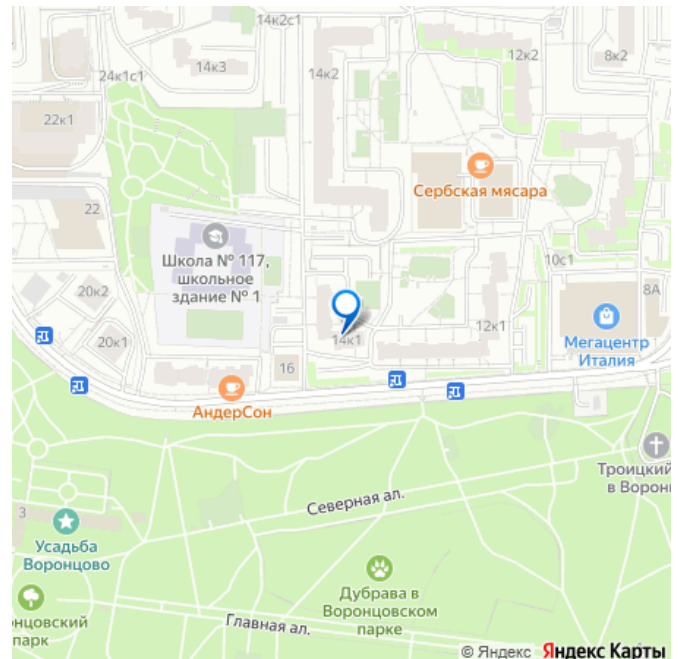 14к2с1
14к3
14к2
12к2
8к2
24к1с1
22к1
Сербская мясара
22
Школа № 117,
школьное
здание № 1
10с1
20к2
8А
12к1
14к1
20к1
Мегацентр
Италия
16
АндерСон
Троицкий
в Ворон
Северная ал.
3
Усадьба
Воронцово
Дубрава в
Воронцовском
парке
онцовский
парк
Главная ал.
© Яндекс Яндекс Карты